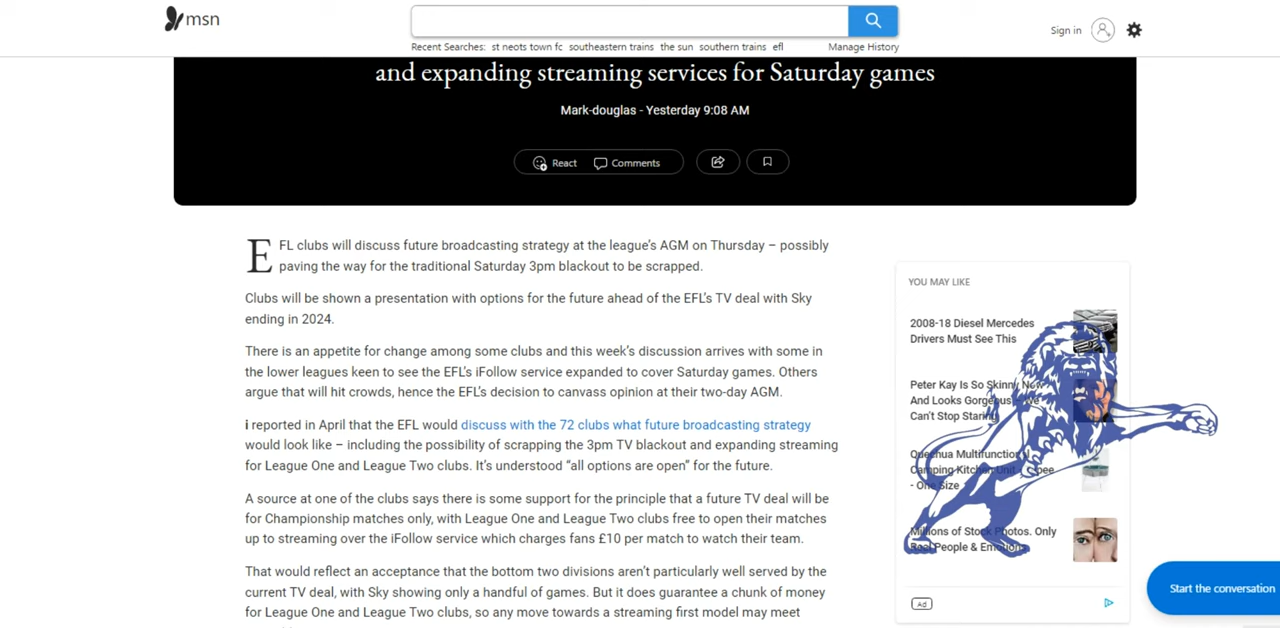 msn
Sign in
Recent Searches: st neots town fc southeastern trains the sun southern trains efl Manage History
and expanding streaming services for Saturday games
Mark-douglas - Yesterday 9:08 AM
React Comments
EFL clubs will discuss future broadcasting strategy at the league's AGM on Thursday – possibly
paving the way for the traditional Saturday 3pm blackout to be scrapped.
Clubs will be shown a presentation with options for the future ahead of the EFL's TV deal with Sky
ending in 2024.
There is an appetite for change among some clubs and this week's discussion arrives with some in
the lower leagues keen to see the EFL's iFollow service expanded to cover Saturday games. Others
argue that will hit crowds, hence the EFL's decision to canvass opinion at their two-day AGM.
i reported in April that the EFL would discuss with the 72 clubs what future broadcasting strategy
would look like – including the possibility of scrapping the 3pm TV blackout and expanding streaming
for League One and League Two clubs. It's understood “all options are open” for the future.
A source at one of the clubs says there is some support for the principle that a future TV deal will be
for Championship matches only, with League One and League Two clubs free to open their matches
up to streaming over the iFollow service which charges fans £10 per match to watch their team.
That would reflect an acceptance that the bottom two divisions aren't particularly well served by the
current TV deal, with Sky showing only a handful of games. But it does guarantee a chunk of money
for League One and League Two clubs, so any move towards a streaming first model may meet
YOU MAY LIKE
2008-18 Diesel Mercedes
Drivers Must See This
Peter Kay Is So Skinny Now
And Looks Gorgeous - We
Can't Stop Staring
Quechua Multifunctional
Camping Kitchen Unit
- One Size
Millions of Stock Photos. Only
Real People & Emotions
Ad
Start the conversation